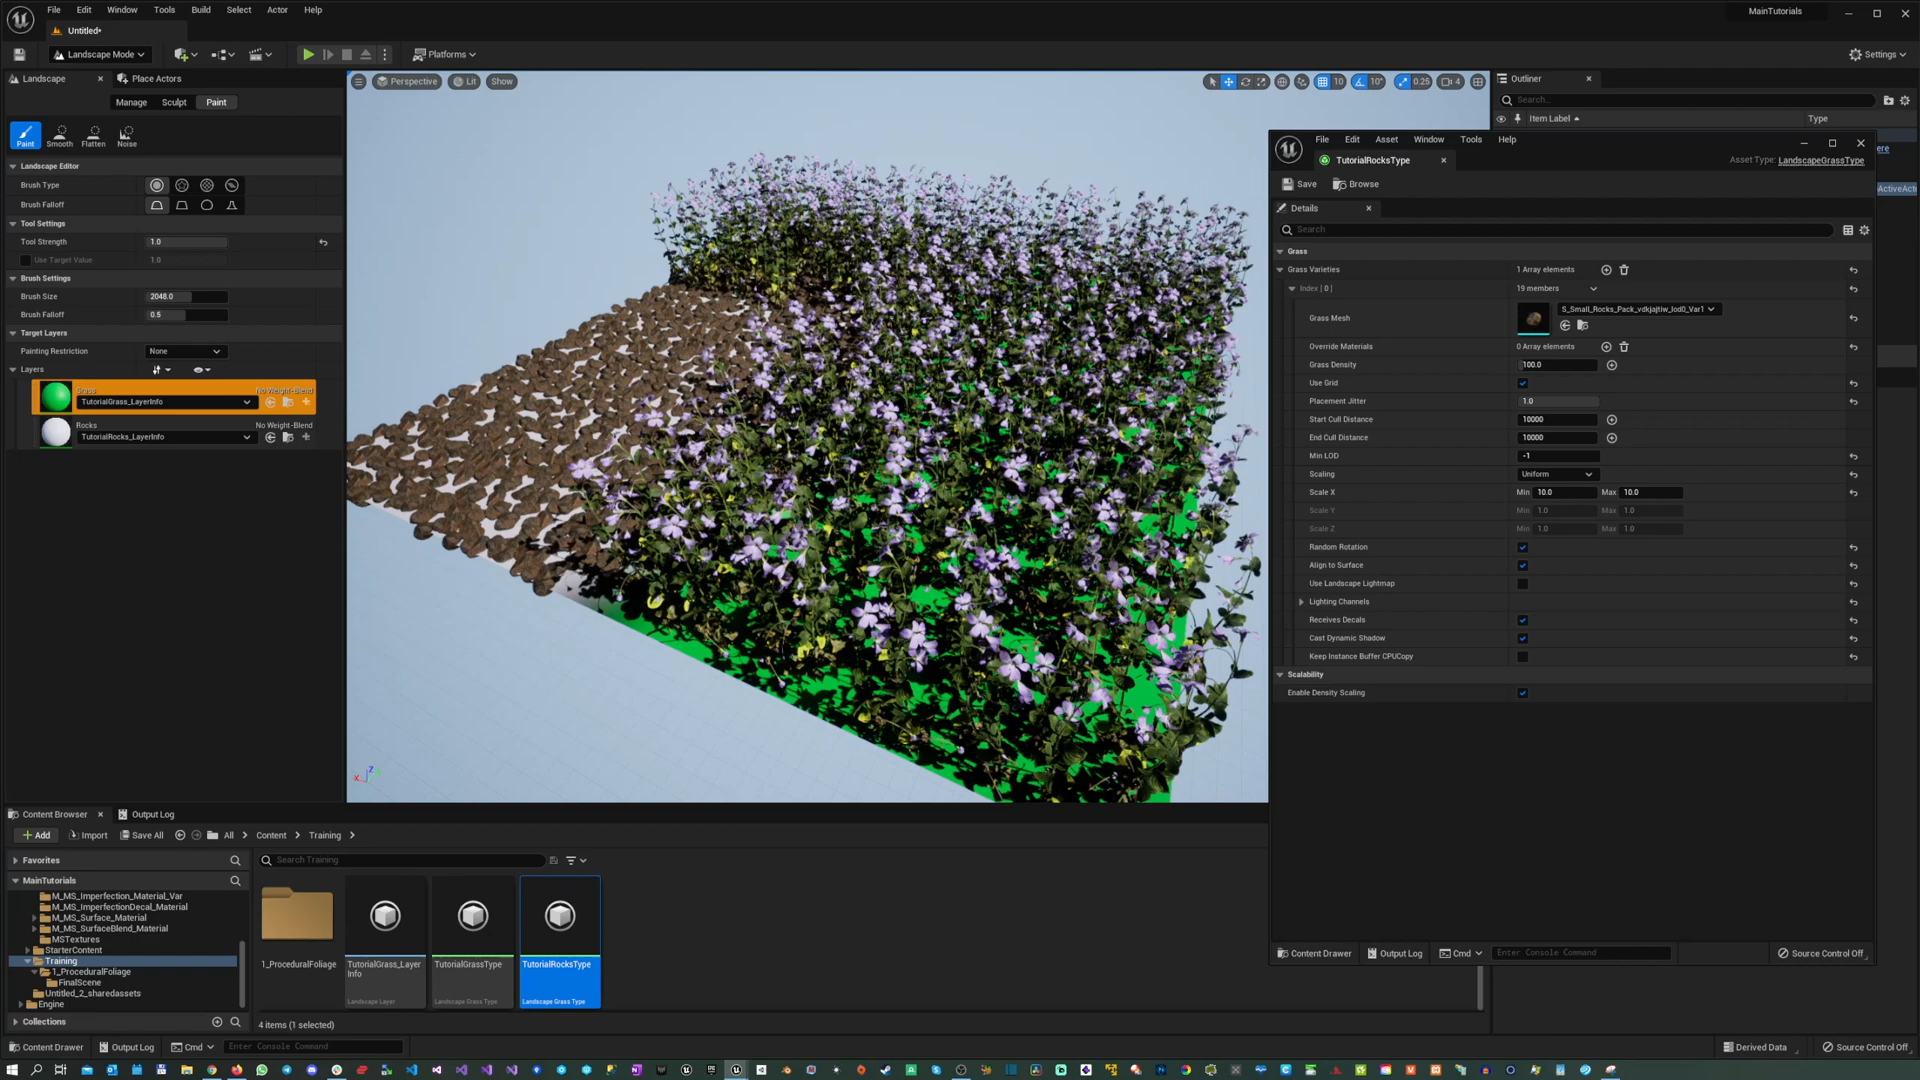 File Edit Window Tools Build Select Actor Help
MainTutorials
Untitled*
Landscape Mode
Platforms
Settings
Landscape
Place Actors
Manage Sculpt Paint
Paint Smooth Flatten Noise
Landscape Editor
Brush Type
Brush Falloff
Tool Settings
Tool Strength 1.0
Use Target Value 1.0
Brush Settings
Brush Size 2048.0
Brush Falloff 0.5
Target Layers
Painting Restriction None
Layers
Grass No Weight-Blend
TutorialGrass_LayerInfo
Rocks No Weight-Blend
TutorialRocks_LayerInfo
Perspective Lit Show
10 10° 0.25 4
X Z
Outliner
Search...
Item Label Type
ere
ActiveActo
File Edit Asset Window Tools Help
TutorialRocksType
Asset Type: LandscapeGrassType
Save Browse
Details
Search
Grass
Grass Varieties 1 Array elements
Index [ 0 ] 19 members
Grass Mesh S_Small_Rocks_Pack_vdkjajtiw_lod0_Var1
Override Materials 0 Array elements
Grass Density 100.0
Use Grid
Placement Jitter 1.0
Start Cull Distance 10000
End Cull Distance 10000
Min LOD -1
Scaling Uniform
Scale X Min 10.0 Max 10.0
Scale Y Min 1.0 Max 1.0
Scale Z Min 1.0 Max 1.0
Random Rotation
Align to Surface
Use Landscape Lightmap
Lighting Channels
Receives Decals
Cast Dynamic Shadow
Keep Instance Buffer CPUCopy
Scalability
Enable Density Scaling
Content Drawer Output Log Cmd Enter Console Command Source Control Off
Content Browser
Output Log
Add Import Save All All Content Training
Favorites
MainTutorials
M_MS_Imperfection_Material_Var
M_MS_ImperfectionDecal_Material
M_MS_Surface_Material
M_MS_SurfaceBlend_Material
MSTextures
StarterContent
Training
1_ProceduralFoliage
FinalScene
Untitled_2_sharedassets
Engine
Collections
Search Training
1_ProceduralFoliage
TutorialGrass_Layer
Info
Landscape Layer
TutorialGrassType
Landscape Grass Type
TutorialRocksType
Landscape Grass Type
4 items (1 selected)
Content Drawer Output Log Cmd Enter Console Command
Derived Data Source Control Off